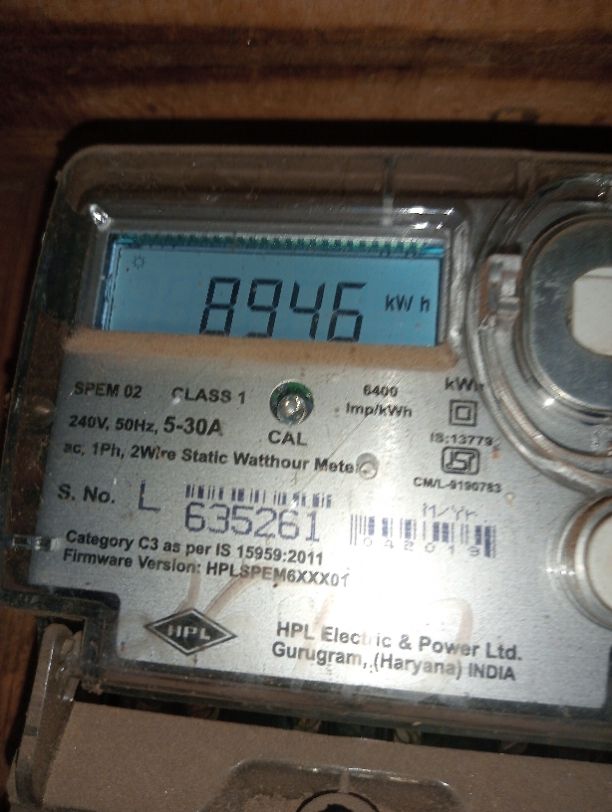 8946 kW h
SPEM 02 CLASS 1 6400 Imp/kWh kWh
240V, 50Hz, 5-30A CAL IS:13779
ac, 1Ph, 2Wire Static Watthour Meter
CM/L-9190783
S. No. L 635261 M/Yr 042019
Category C3 as per IS 15959:2011
Firmware Version: HPLSPEM6XXX01
HPL HPL Electric & Power Ltd.
Gurugram, (Haryana) INDIA